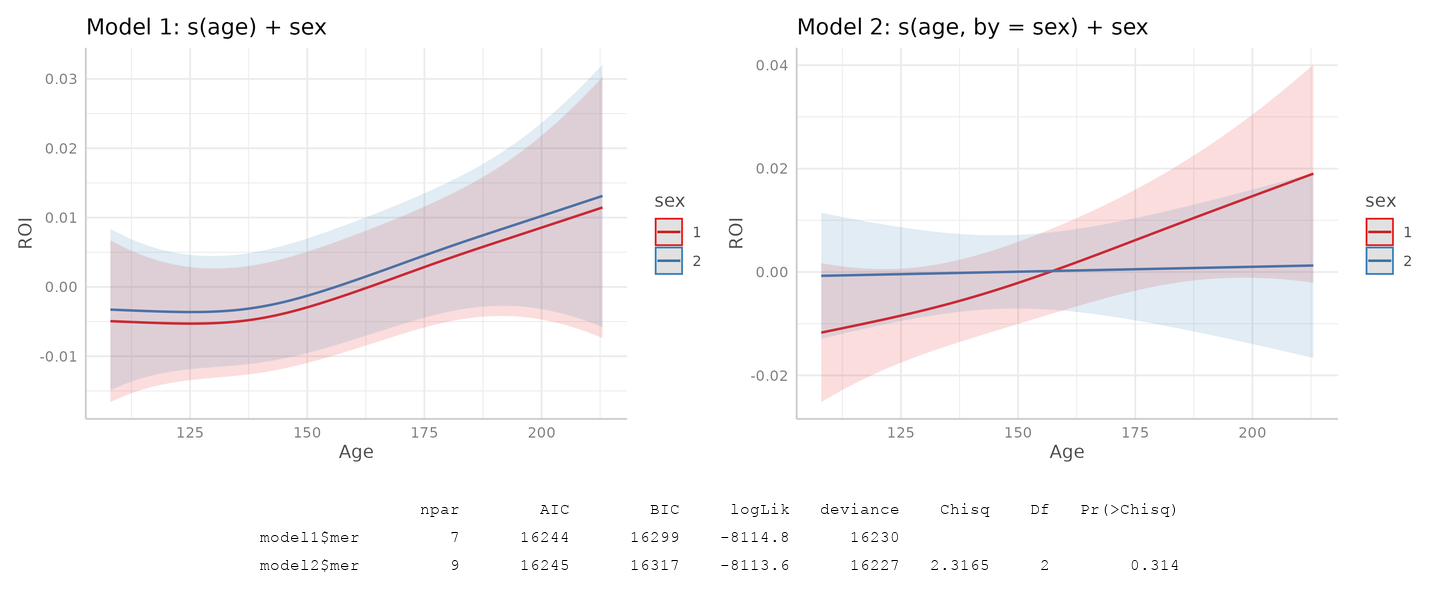 Model 1: s(age) + sex
0.03
0.02
0.01
0.00
-0.01
ROI
125 150 175 200
Age
sex
1
2
Model 2: s(age, by = sex) + sex
0.04
0.02
0.00
-0.02
ROI
125 150 175 200
Age
sex
1
2
npar AIC BIC logLik deviance Chisq Df Pr(>Chisq)
model1$mer 7 16244 16299 -8114.8 16230
model2$mer 9 16245 16317 -8113.6 16227 2.3165 2 0.314